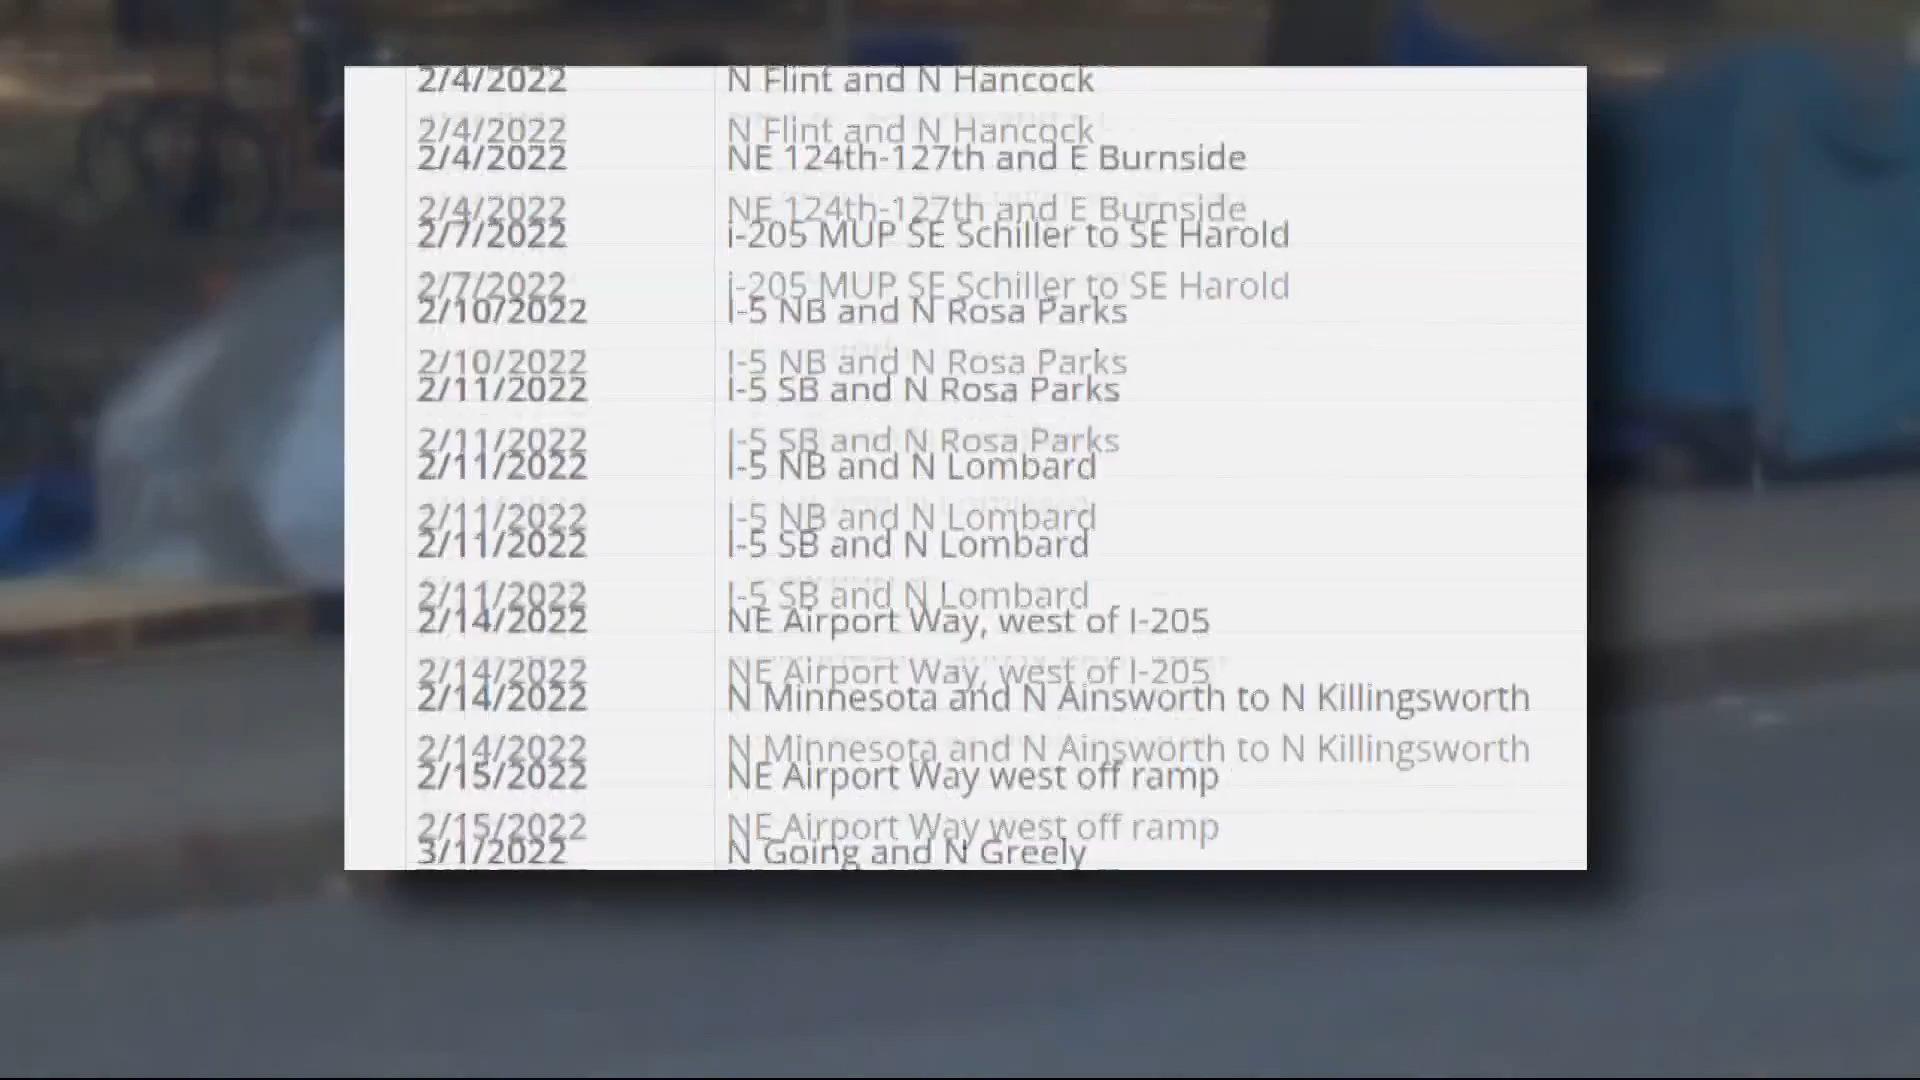 2/4/2022 N Flint and N Hancock
2/4/2022 N Flint and N Hancock
2/4/2022 NE 124th-127th and E Burnside
2/4/2022 NE 124th-127th and E Burnside
2/7/2022 i-205 MUP SE Schiller to SE Harold
2/7/2022 i-205 MUP SE Schiller to SE Harold
2/10/2022 I-5 NB and N Rosa Parks
2/10/2022 I-5 NB and N Rosa Parks
2/11/2022 I-5 SB and N Rosa Parks
2/11/2022 I-5 SB and N Rosa Parks
2/11/2022 I-5 NB and N Lombard
2/11/2022 I-5 NB and N Lombard
2/11/2022 I-5 SB and N Lombard
2/11/2022 I-5 SB and N Lombard
2/14/2022 NE Airport Way, west of I-205
2/14/2022 NE Airport Way, west of I-205
2/14/2022 N Minnesota and N Ainsworth to N Killingsworth
2/14/2022 N Minnesota and N Ainsworth to N Killingsworth
2/15/2022 NE Airport Way west off ramp
2/15/2022 NE Airport Way west off ramp
3/1/2022 N Going and N Greely